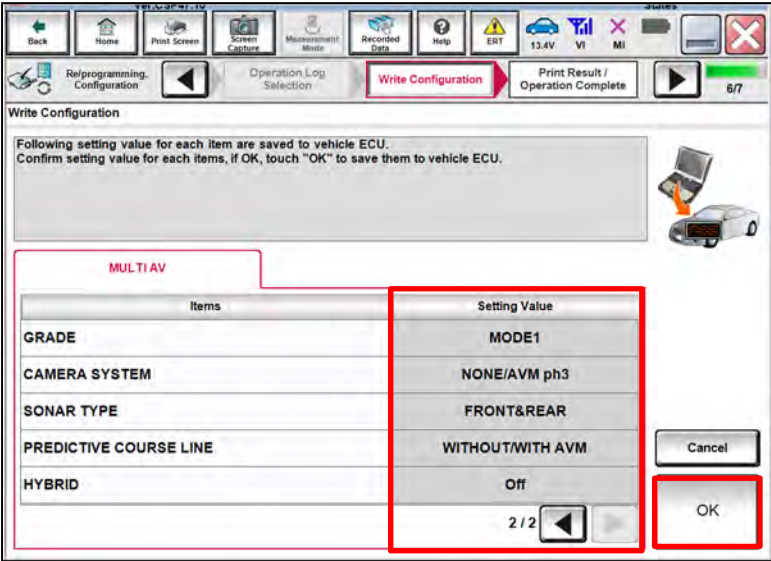 Back
Home
Print Screen
Screen
Capture
Measurement
Mode
Recorded
Data
Help
ERT
13.4V
VI
MI
Re/programming,
Configuration
Operation Log
Selection
Write Configuration
Print Result /
Operation Complete
6/7
Write Configuration
Following setting value for each item are saved to vehicle ECU.
Confirm setting value for each items, if OK, touch "OK" to save them to vehicle ECU.
MULTI AV
Items
Setting Value
GRADE
MODE1
CAMERA SYSTEM
NONE/AVM ph3
SONAR TYPE
FRONT&REAR
PREDICTIVE COURSE LINE
WITHOUT/WITH AVM
HYBRID
Off
2/2
Cancel
OK